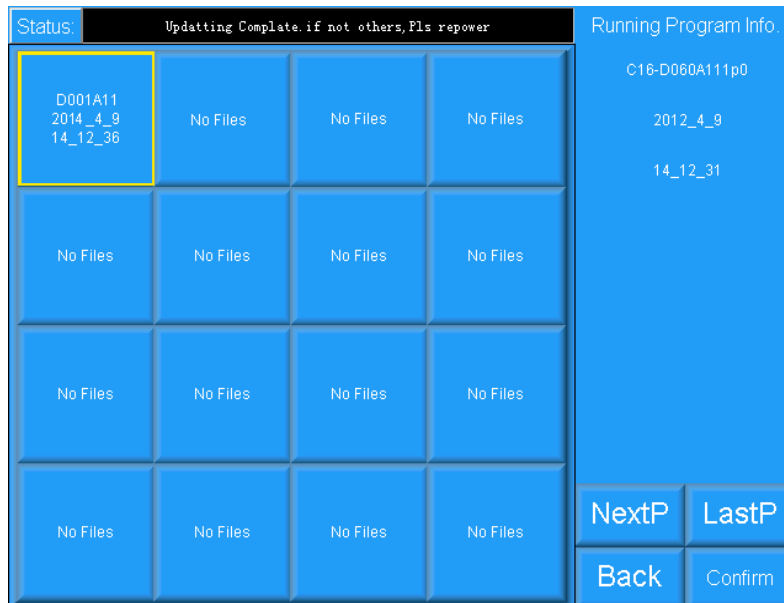 Status:
Updatting Complate.if not others,Pls repower
Running Program Info.
D001A11
2014_4_9
14_12_36
No Files
No Files
No Files
C16-D060A111p0
2012_4_9
14_12_31
No Files
No Files
No Files
No Files
No Files
No Files
No Files
No Files
No Files
No Files
No Files
No Files
NextP
LastP
Back
Confirm